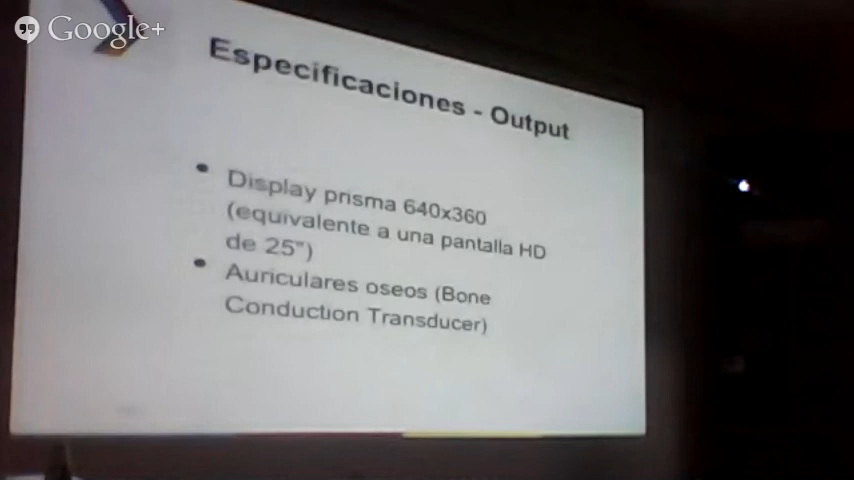 Google+
Especificaciones - Output
Display prisma 640x360
(equivalente a una pantalla HD
de 25")
Auriculares oseos (Bone
Conduction Transducer)